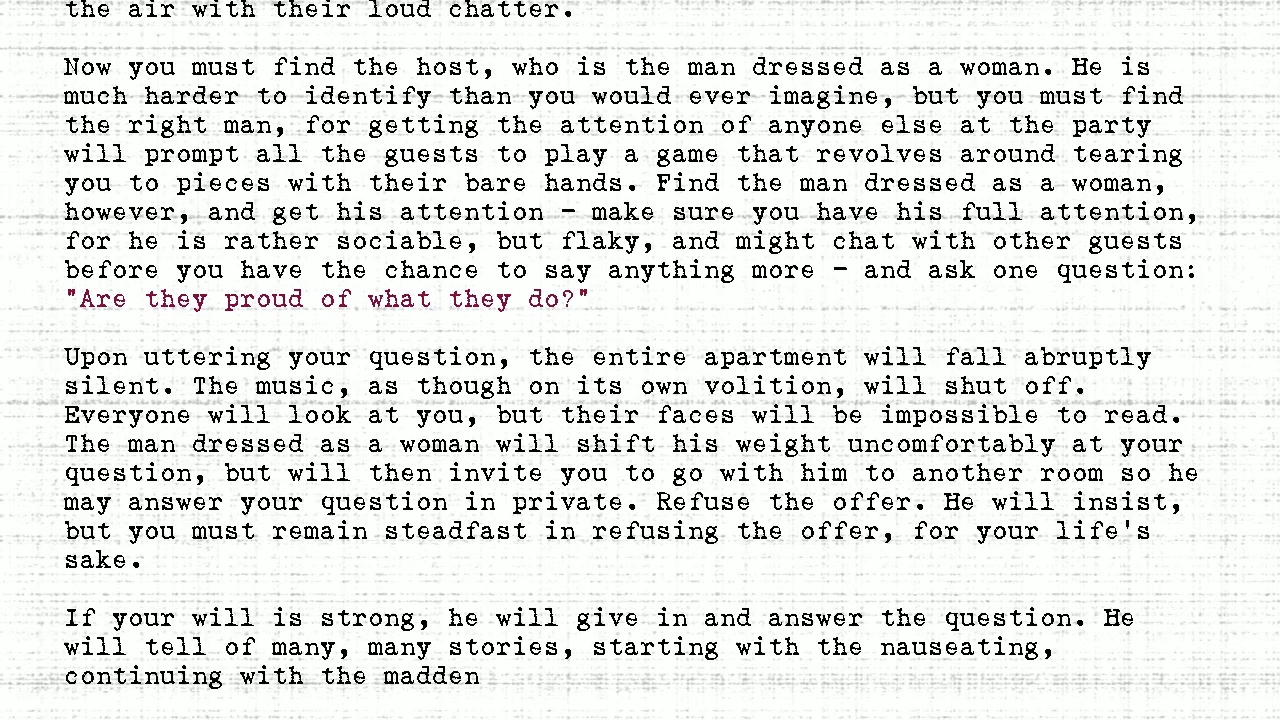 the air with their loud chatter.
Now you must find the host, who is the man dressed as a woman. He is
much harder to identify than you would ever imagine, but you must find
the right man, for getting the attention of anyone else at the party
will prompt all the guests to play a game that revolves around tearing
you to pieces with their bare hands. Find the man dressed as a woman,
however, and get his attention - make sure you have his full attention,
for he is rather sociable, but flaky, and might chat with other guests
before you have the chance to say anything more - and ask one question:
"Are they proud of what they do?"
Upon uttering your question, the entire apartment will fall abruptly
silent. The music, as though on its own volition, will shut off.
Everyone will look at you, but their faces will be impossible to read.
The man dressed as a woman will shift his weight uncomfortably at your
question, but will then invite you to go with him to another room so he
may answer your question in private. Refuse the offer. He will insist,
but you must remain steadfast in refusing the offer, for your life's
sake.
If your will is strong, he will give in and answer the question. He
will tell of many, many stories, starting with the nauseating,
continuing with the madden